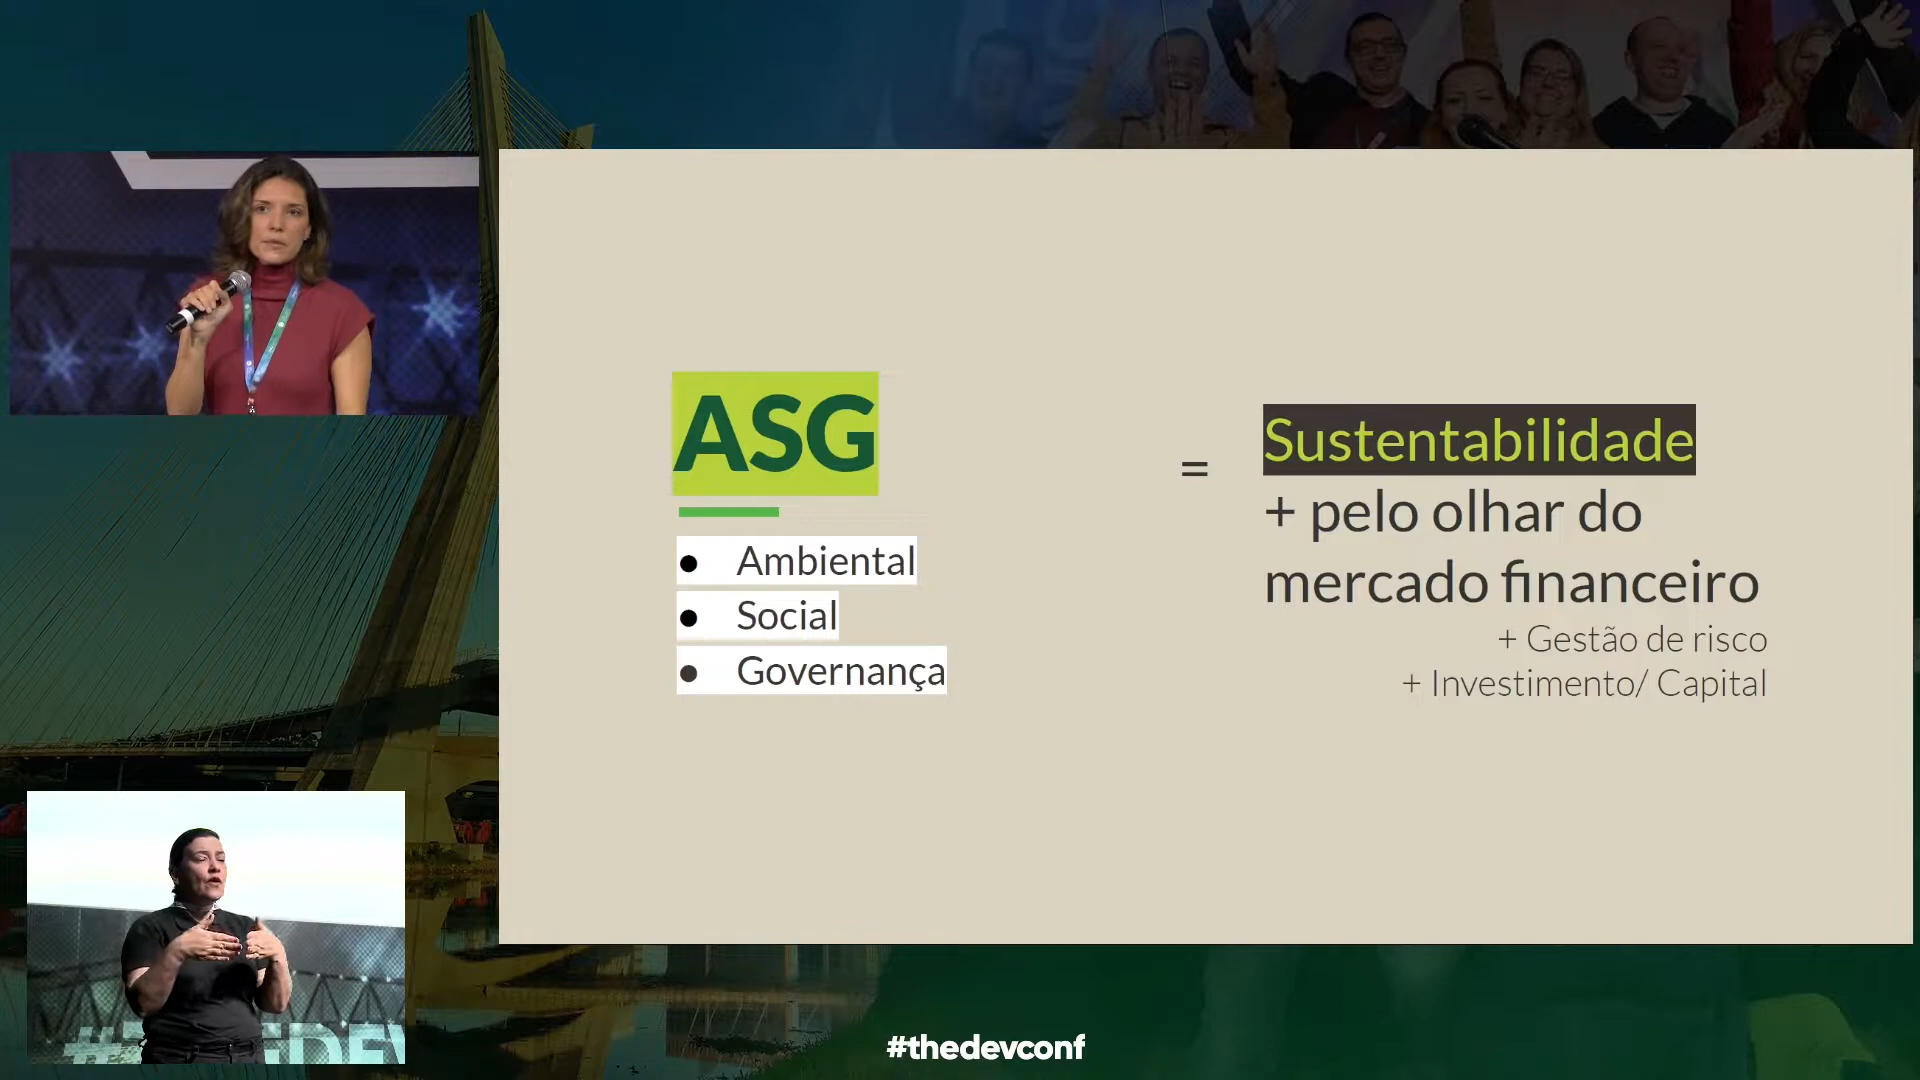 ASG
● Ambiental
● Social
● Governança
=
Sustentabilidade
+ pelo olhar do
mercado financeiro
+ Gestão de risco
+ Investimento/ Capital
#thedevconf